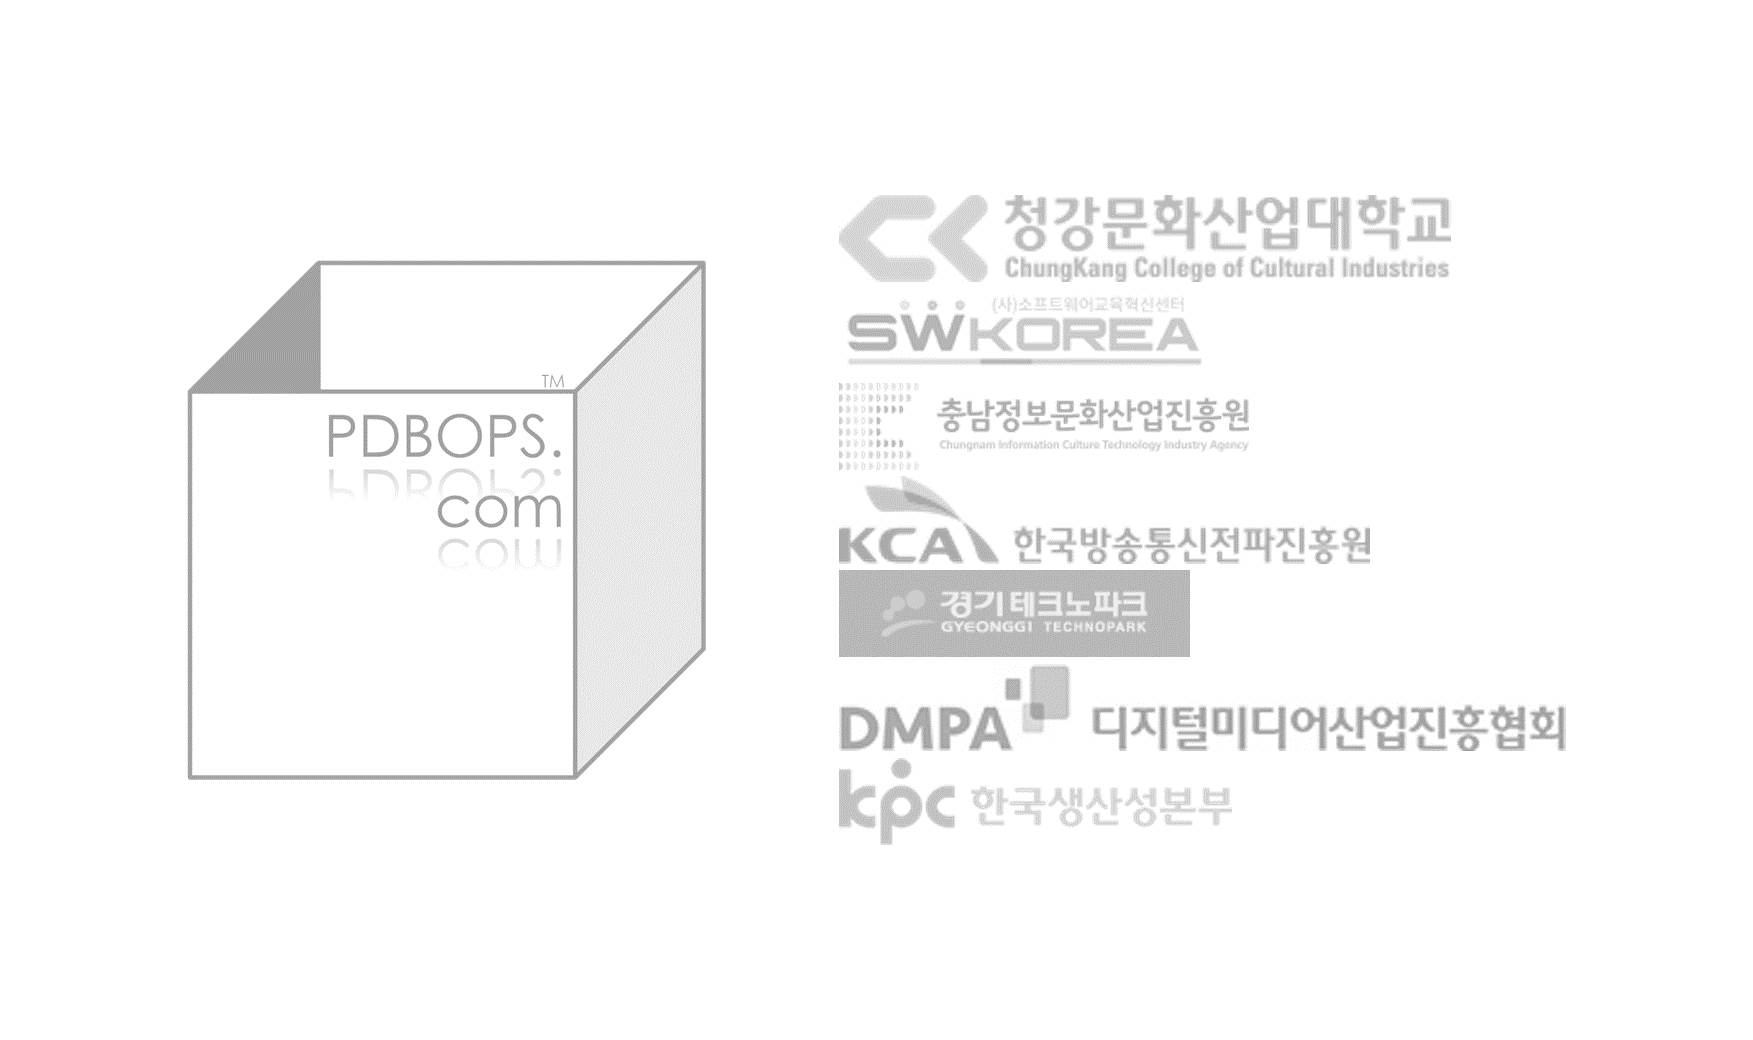 TM
PDBOPS.
com
청강문화산업대학교
ChungKang College of Cultural Industries
(사)소프트웨어교육혁신센터
SWKOREA
충남정보문화산업진흥원
Chungnam Information Culture Technology Industry Agency
KCA 한국방송통신전파진흥원
경기테크노파크
GYEONGGI TECHNOPARK
DMPA 디지털미디어산업진흥협회
kpc 한국생산성본부